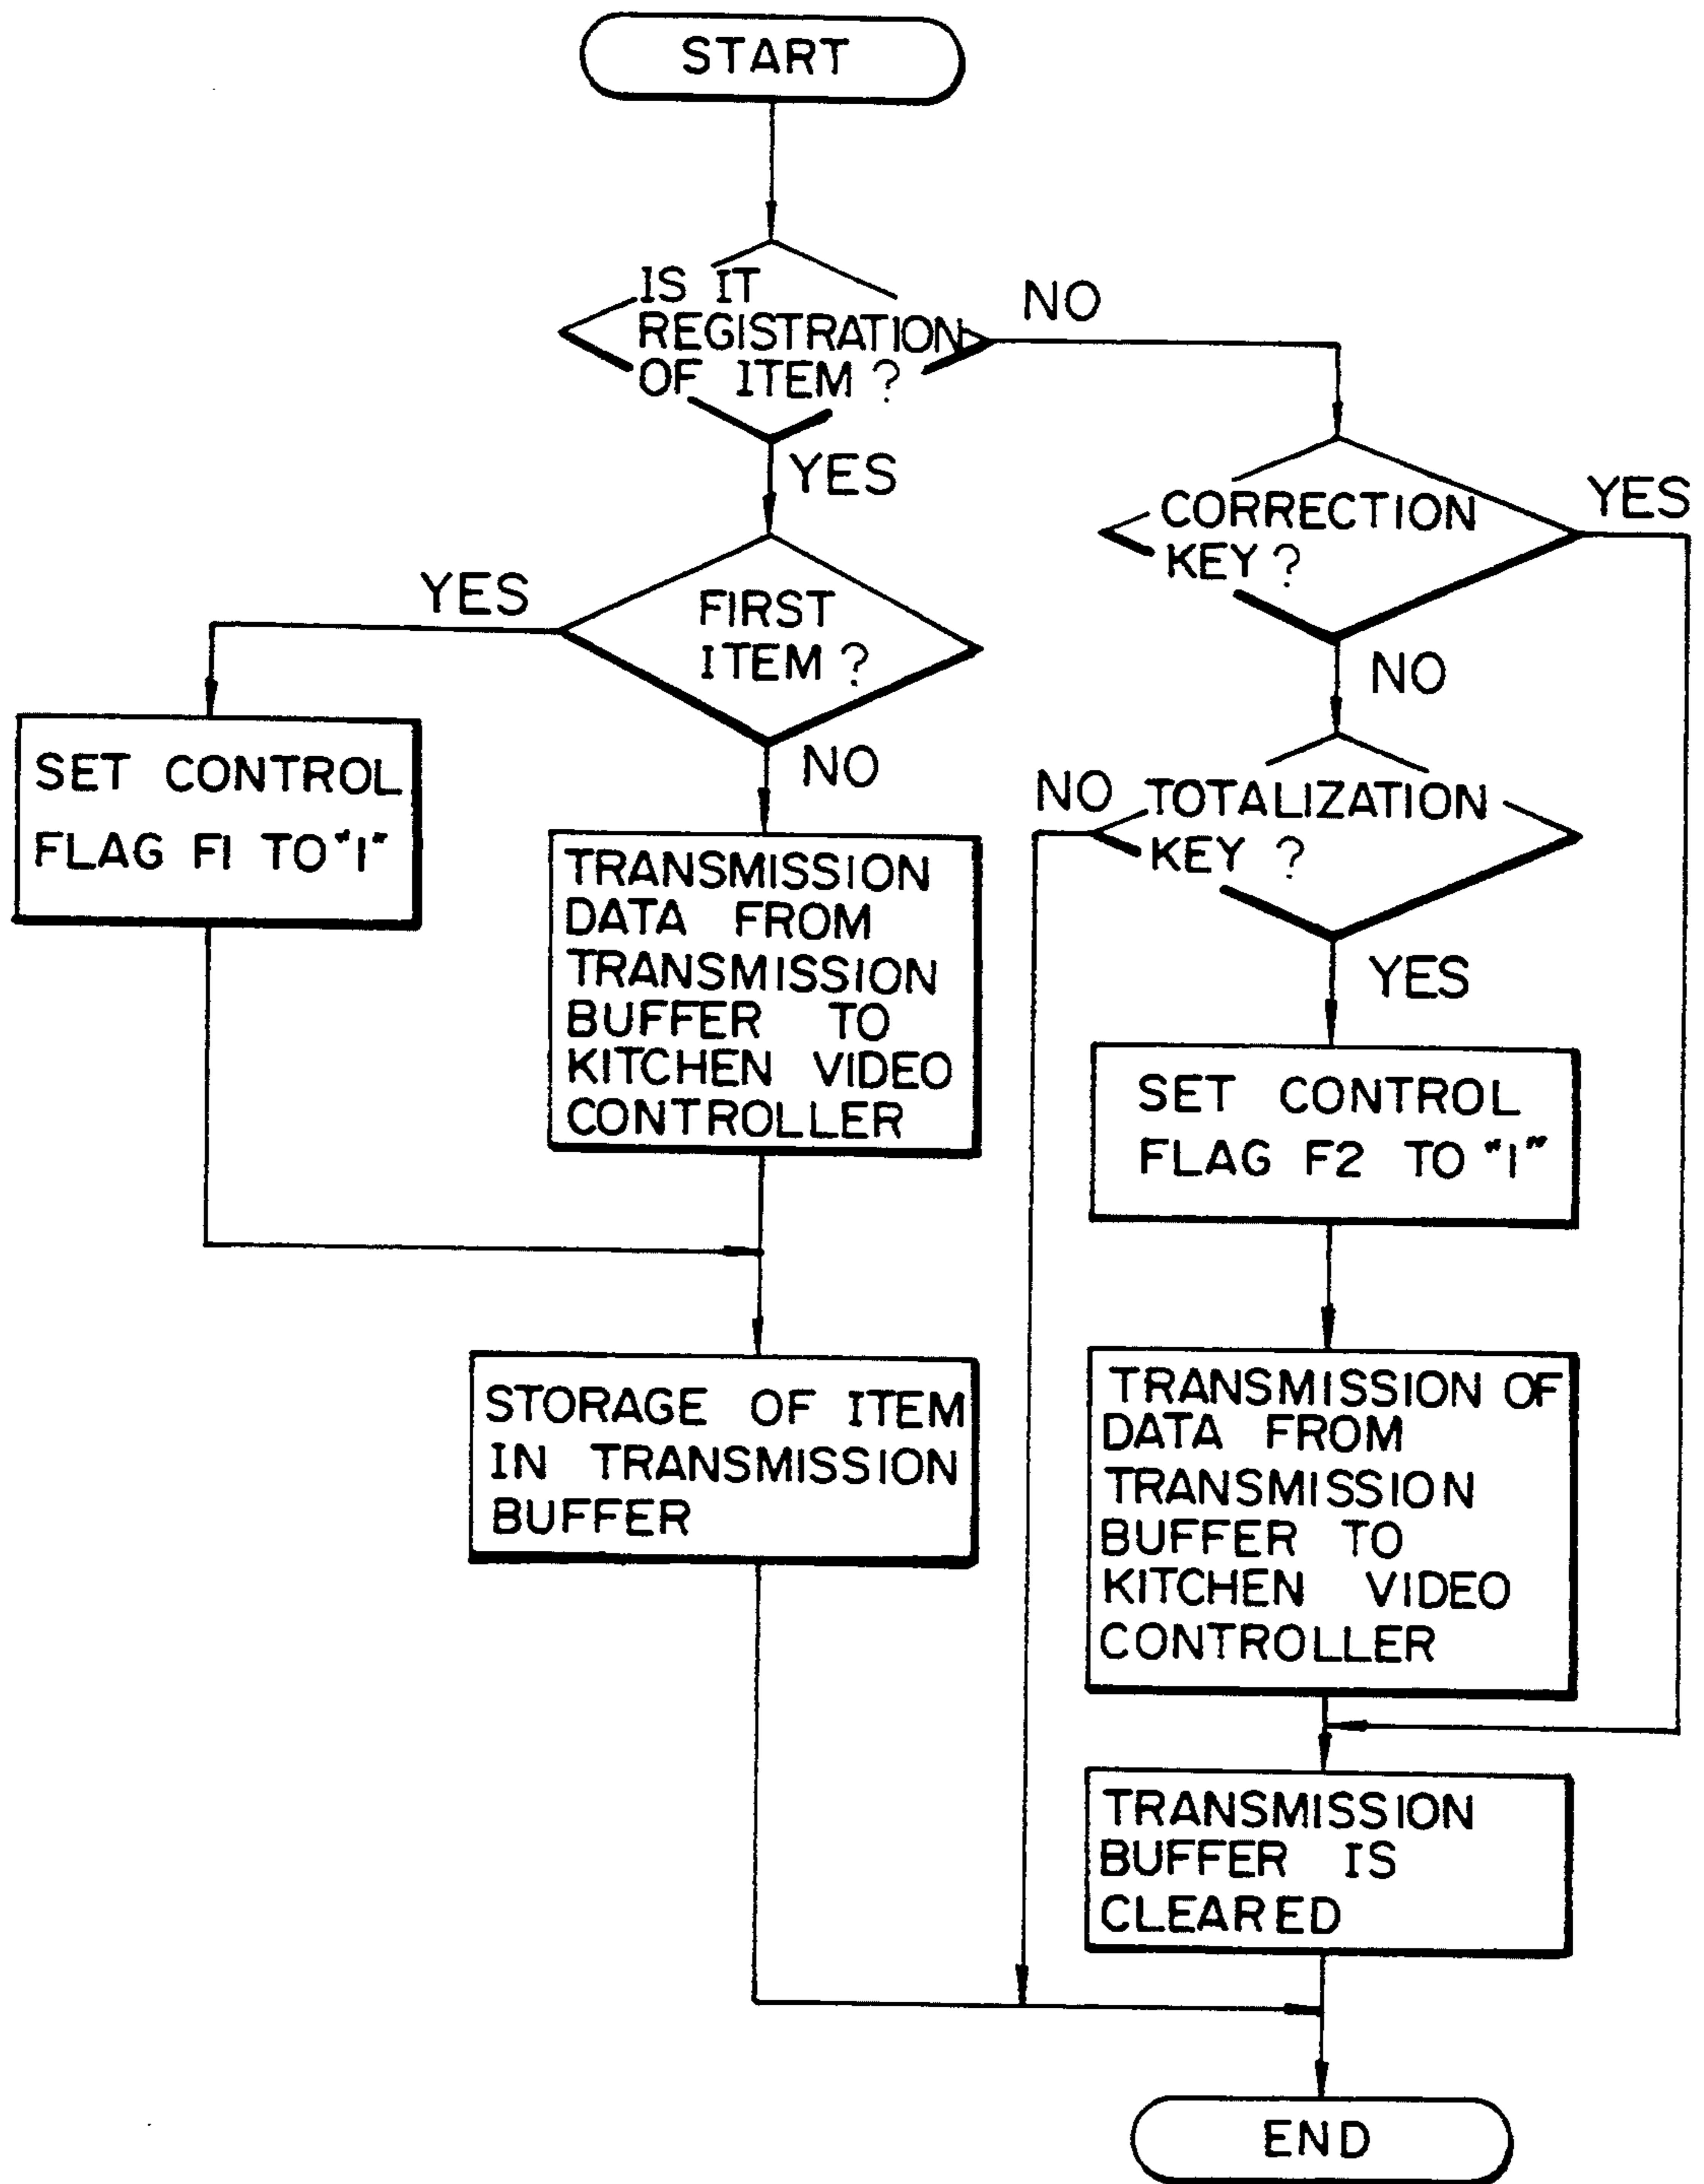 START
IS IT
REGISTRATION
OF ITEM ?
NO
YES
CORRECTION
KEY ?
YES
YES
FIRST
ITEM ?
NO
NO
SET CONTROL
FLAG F1 TO "1"
NO
TOTALIZATION
KEY ?
TRANSMISSION
DATA FROM
TRANSMISSION
BUFFER TO
KITCHEN VIDEO
CONTROLLER
YES
SET CONTROL
FLAG F2 TO "1"
STORAGE OF ITEM
IN TRANSMISSION
BUFFER
TRANSMISSION OF
DATA FROM
TRANSMISSION
BUFFER TO
KITCHEN VIDEO
CONTROLLER
TRANSMISSION
BUFFER IS
CLEARED
END